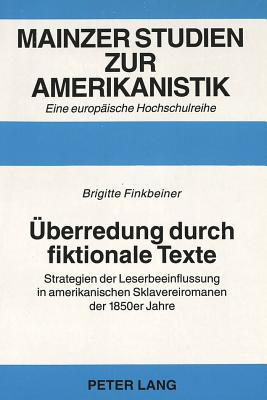 MAINZER STUDIEN
ZUR
AMERIKANISTIK
Eine europäische Hochschulreihe
Brigitte Finkbeiner
Überredung durch
fiktionale Texte
Strategien der Leserbeeinflussung
in amerikanischen Sklavereiromanen
der 1850er Jahre
PETER LANG